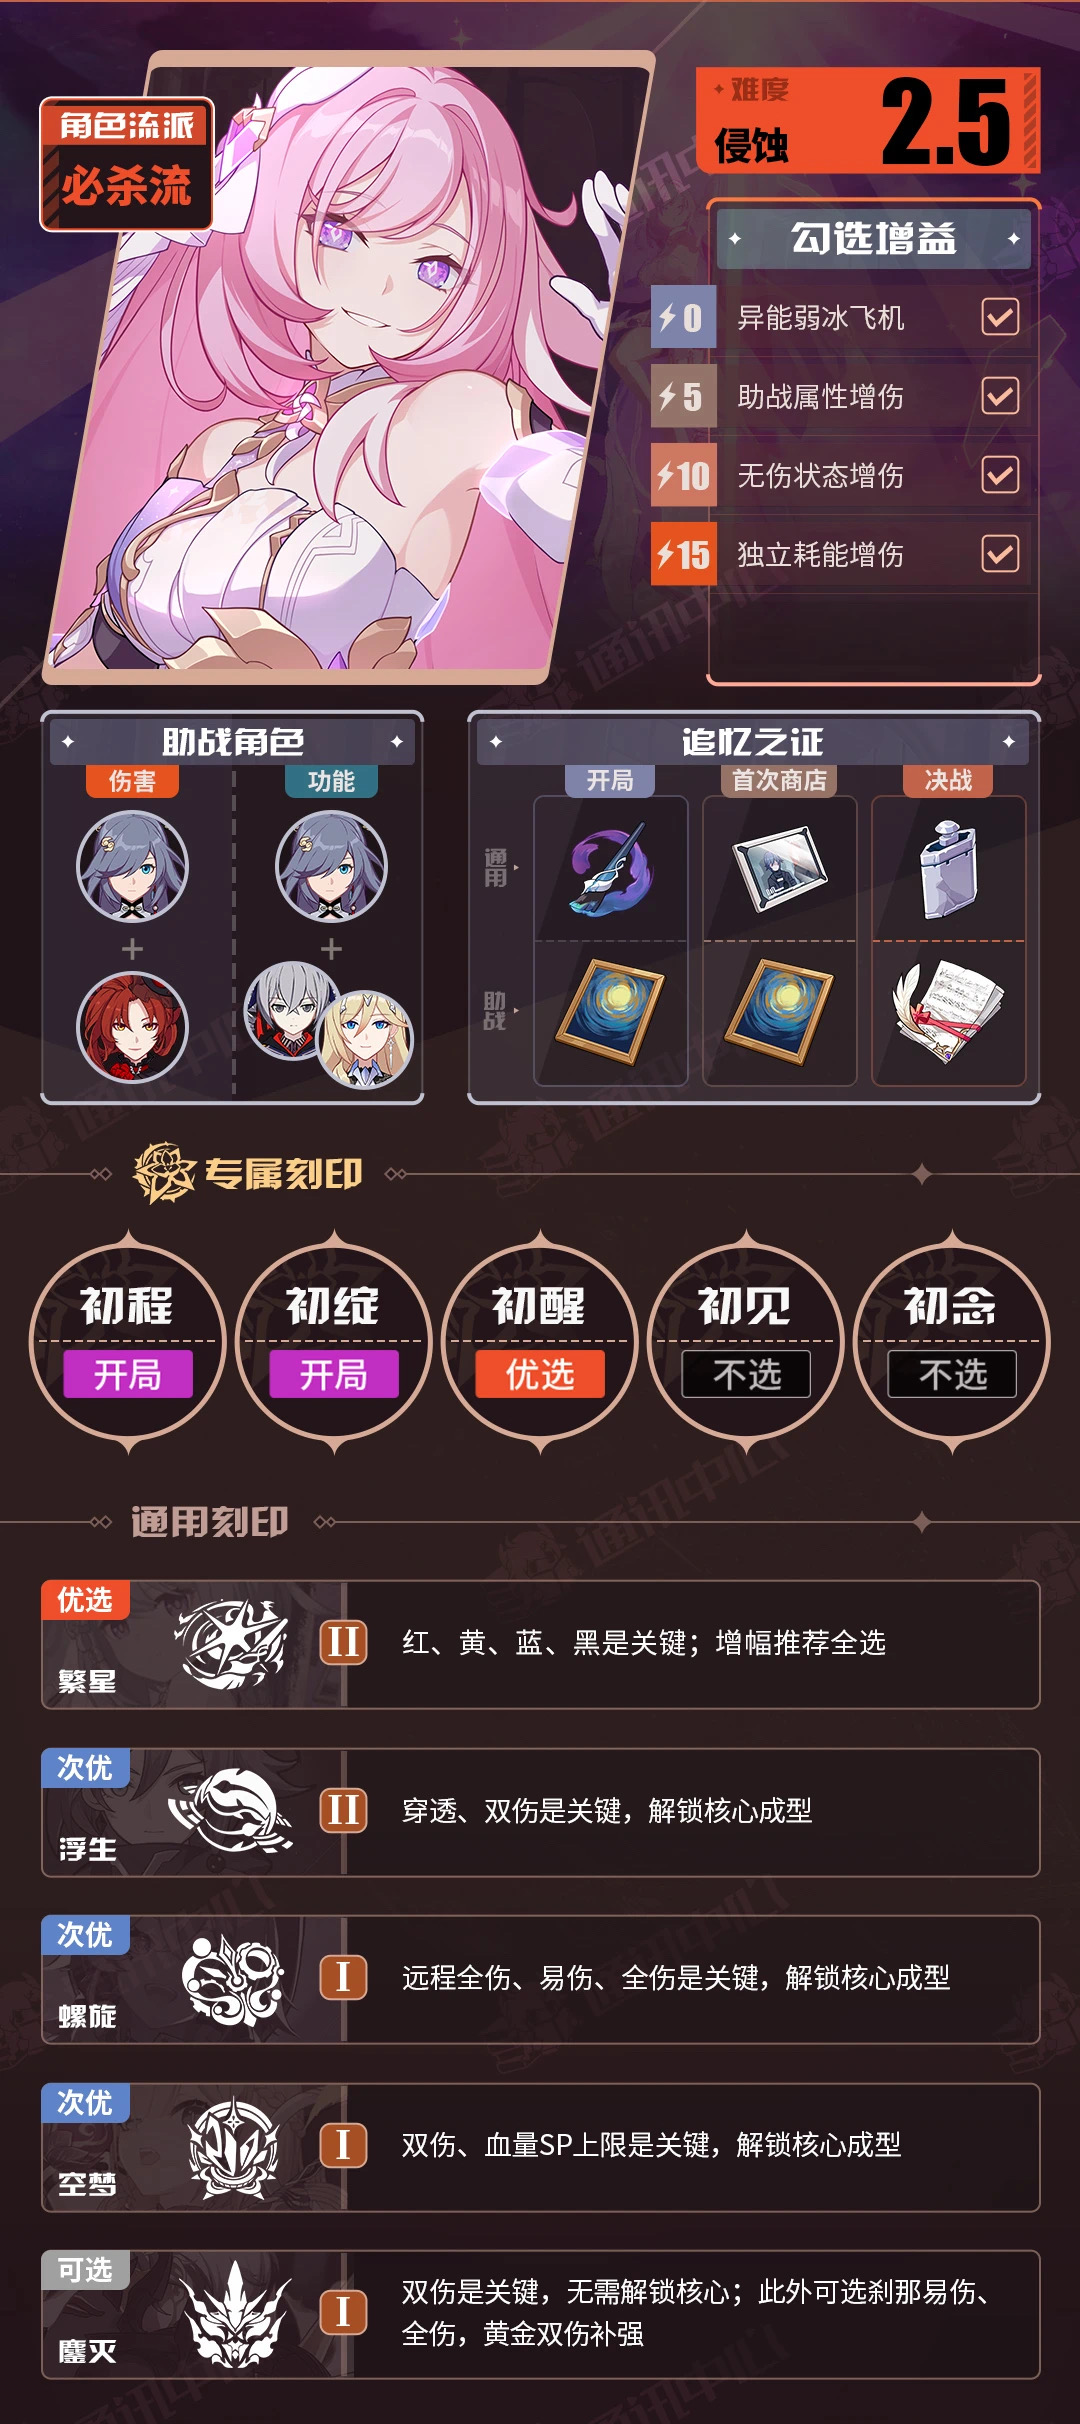 角色流派
必杀流
难度
侵蚀
2.5
勾选增益
0 异能弱冰飞机
5 助战属性增伤
10 无伤状态增伤
15 独立耗能增伤
助战角色
伤害
功能
+
+
追忆之证
开局
首次商店
决战
通用
助战
专属刻印
初程
开局
初绽
开局
初醒
优选
初见
不选
初念
不选
通用刻印
优选
繁星
II
红、黄、蓝、黑是关键；增幅推荐全选
次优
浮生
II
穿透、双伤是关键，解锁核心成型
次优
螺旋
I
远程全伤、易伤、全伤是关键，解锁核心成型
次优
空梦
I
双伤、血量SP上限是关键，解锁核心成型
可选
鏖灭
I
双伤是关键，无需解锁核心；此外可选刹那易伤、
全伤，黄金双伤补强
通讯中心